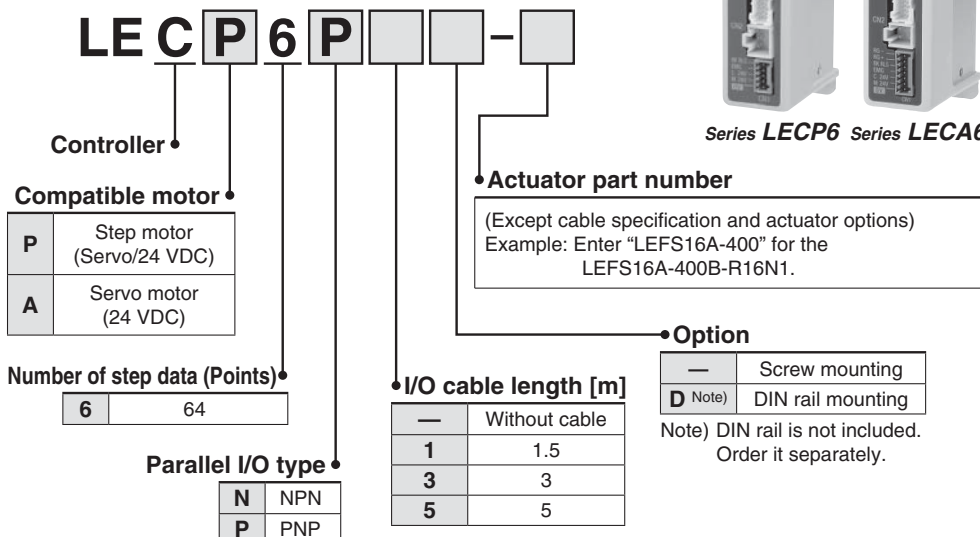 LE C P 6 P –
Series LECP6 Series LECA6
Controller
Compatible motor
P Step motor
(Servo/24 VDC)
A Servo motor
(24 VDC)
Number of step data (Points)
6 64
Parallel I/O type
N NPN
P PNP
I/O cable length [m]
— Without cable
1 1.5
3 3
5 5
Actuator part number
(Except cable specification and actuator options)
Example: Enter “LEFS16A-400” for the
LEFS16A-400B-R16N1.
Option
— Screw mounting
D Note) DIN rail mounting
Note) DIN rail is not included.
Order it separately.